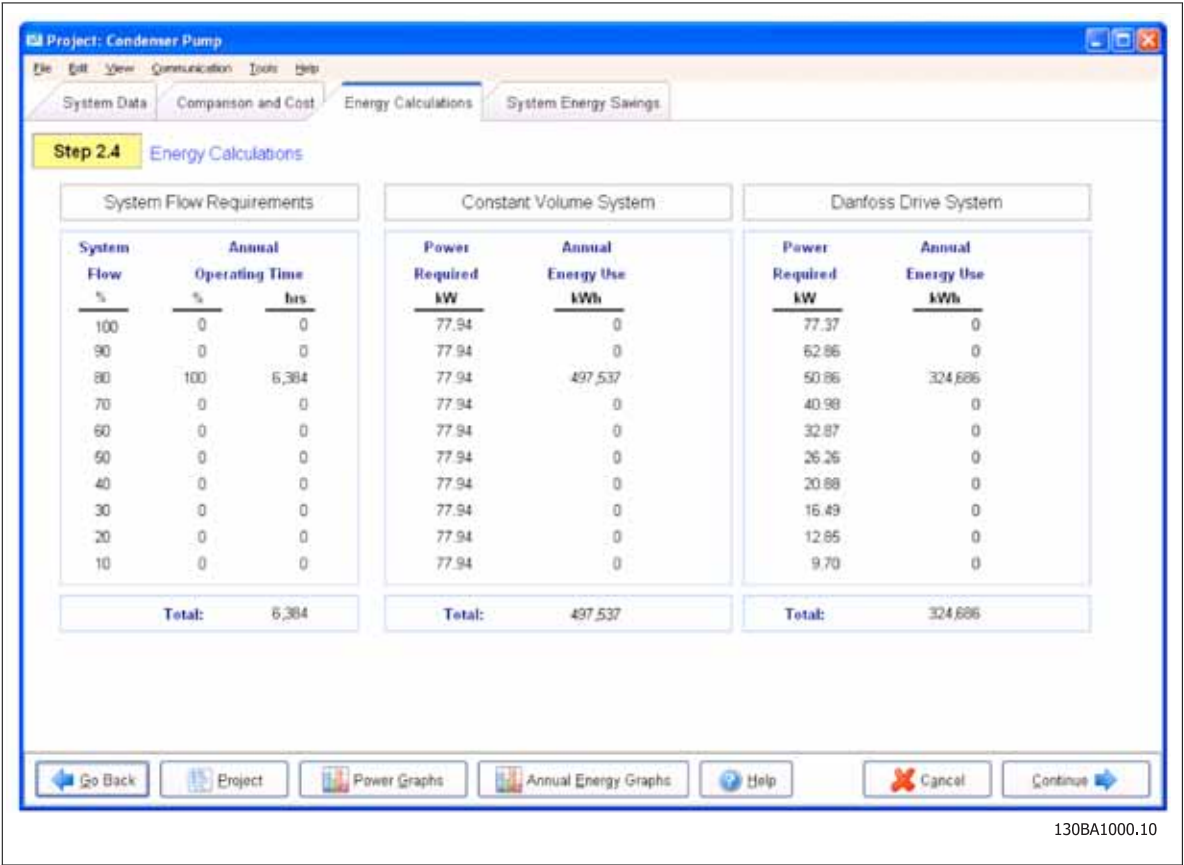 Project: Condenser Pump
File Edit View Communication Tools Help
System Data Comparison and Cost Energy Calculations System Energy Savings
Step 2.4 Energy Calculations
System Flow Requirements Constant Volume System Danfoss Drive System
System Annual Power Annual Power Annual
Flow Operating Time Required Energy Use Required Energy Use
% % hrs kW kWh kW kWh
100 0 0 77.94 0 77.37 0
90 0 0 77.94 0 62.86 0
80 100 6,384 77.94 497,537 50.86 324,686
70 0 0 77.94 0 40.98 0
60 0 0 77.94 0 32.87 0
50 0 0 77.94 0 26.26 0
40 0 0 77.94 0 20.88 0
30 0 0 77.94 0 16.49 0
20 0 0 77.94 0 12.85 0
10 0 0 77.94 0 9.70 0
Total: 6,384 Total: 497,537 Total: 324,686
Go Back Project Power Graphs Annual Energy Graphs Help Cancel Continue
130BA1000.10